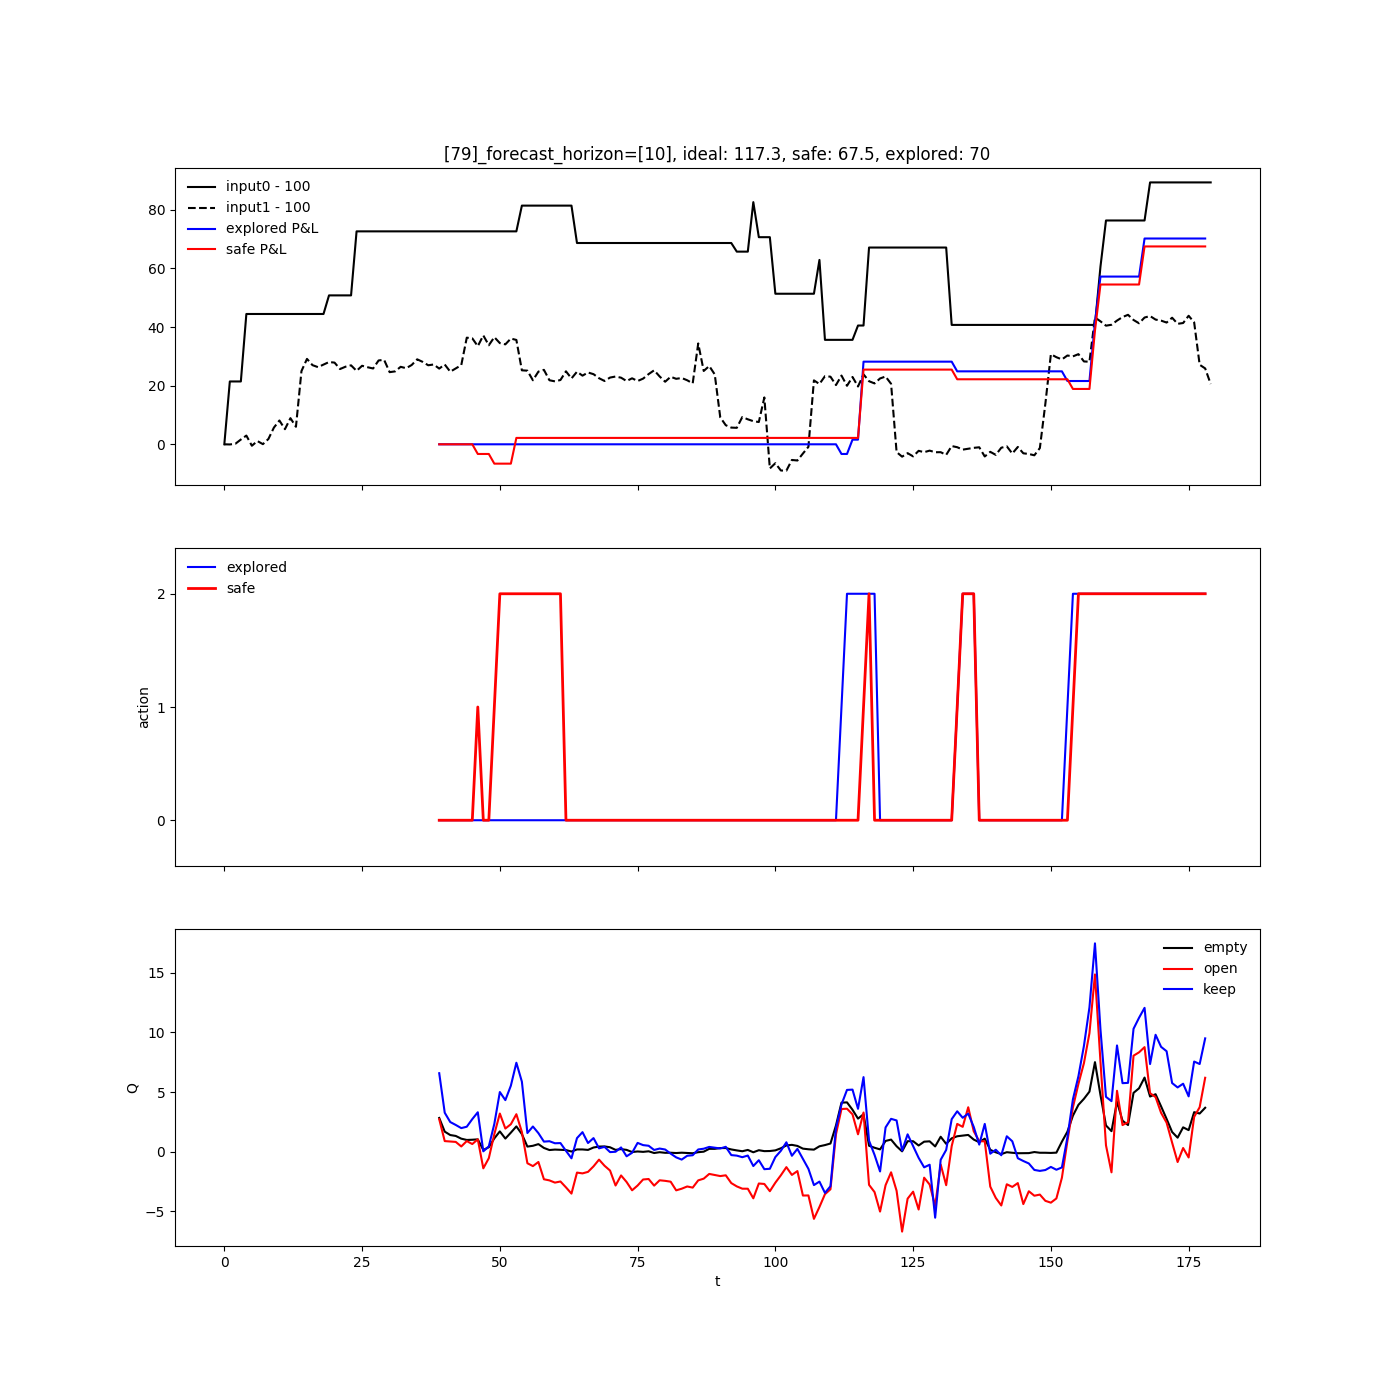 [79]_forecast_horizon=[10], ideal: 117.3, safe: 67.5, explored: 70
input0 - 100
input1 - 100
explored P&L
safe P&L
80
60
40
20
0
explored
safe
2
1
0
action
empty
open
keep
15
10
5
0
−5
Q
0 25 50 75 100 125 150 175
t